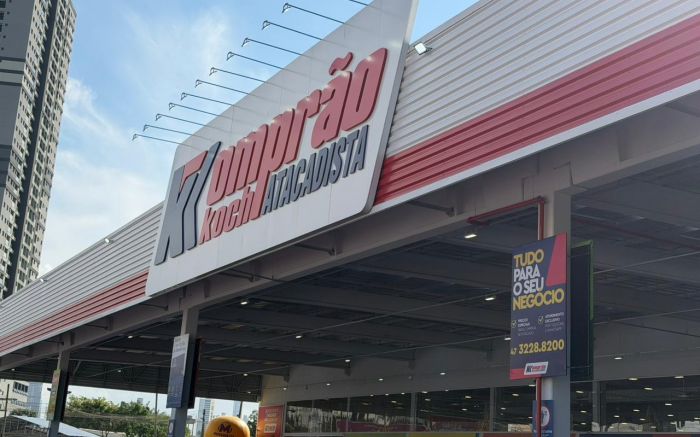 Komprão
koch ATACADISTA
TUDO
PARA
O SEU
NEGÓCIO
47 3228.8200